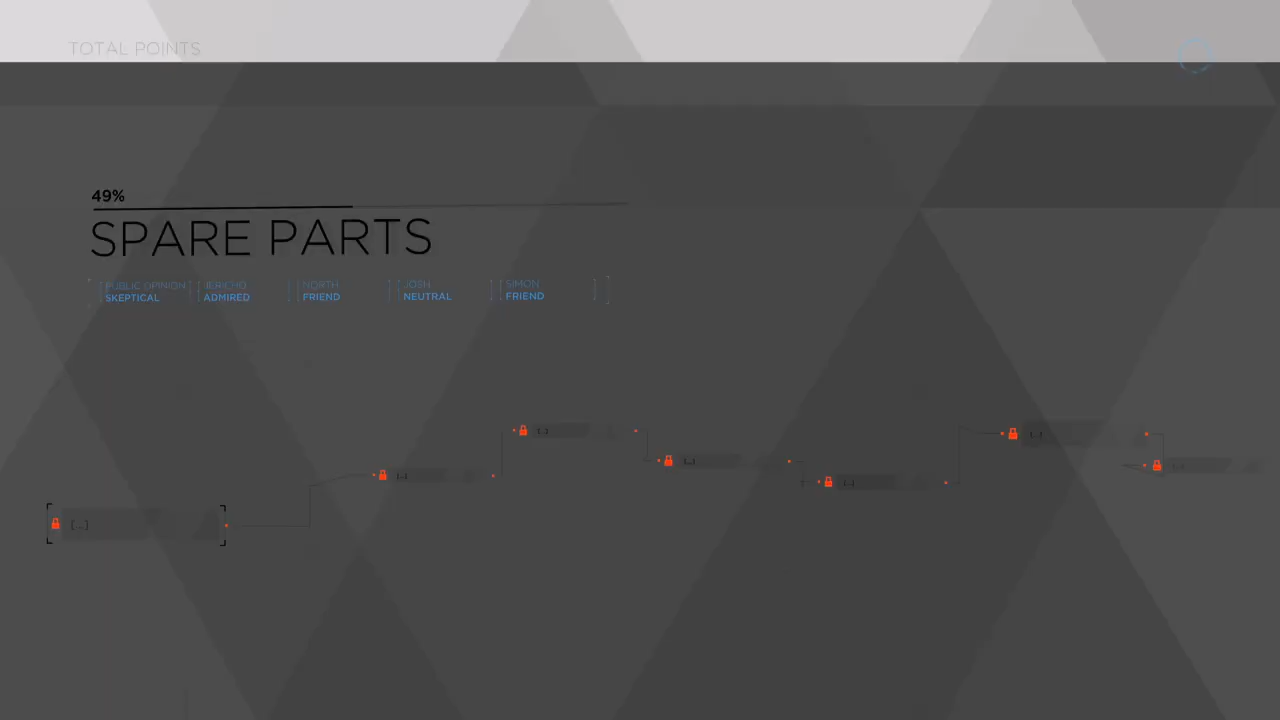 TOTAL POINTS
49%
SPARE PARTS
PUBLIC OPINION JERICHO NORTH JOSH SIMON
SKEPTICAL ADMIRED FRIEND NEUTRAL FRIEND
[...]
[...]
[...]
[...]
[...]
[...]
[...]